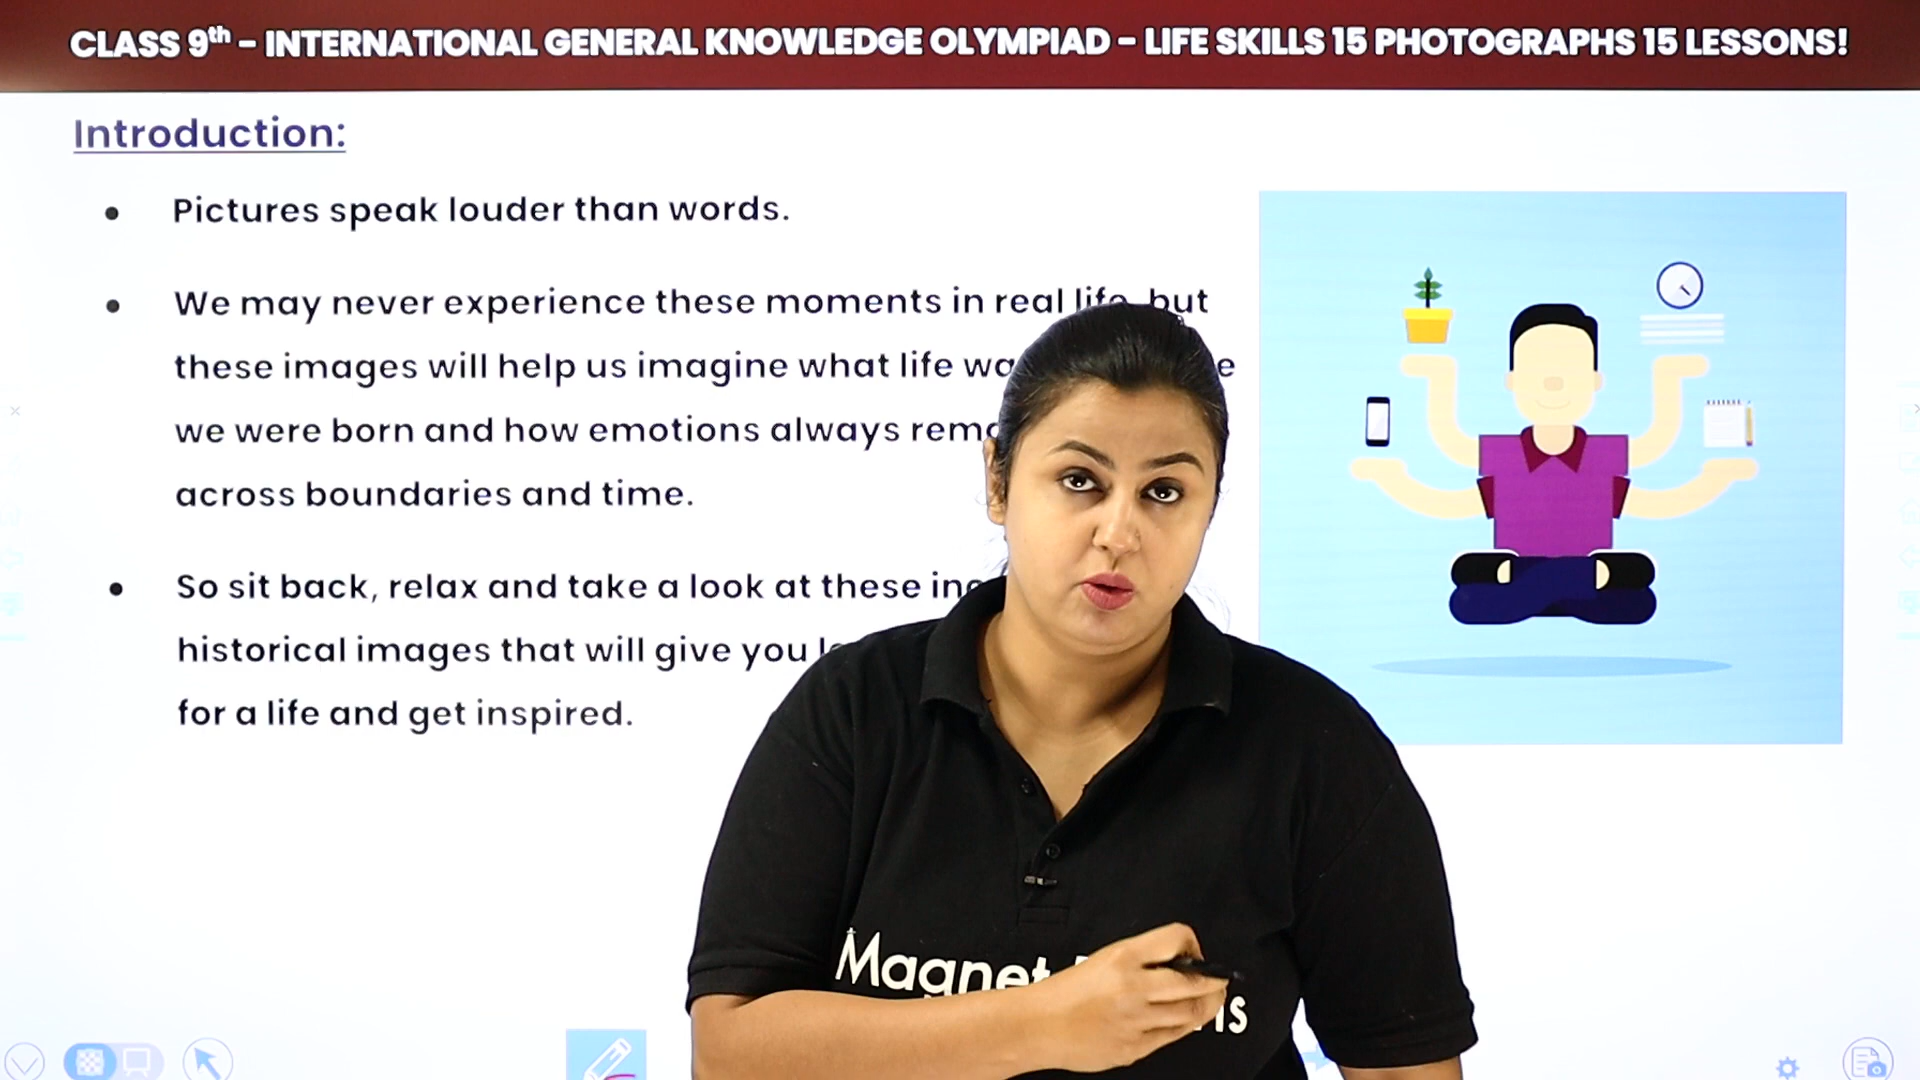 CLASS 9th - INTERNATIONAL GENERAL KNOWLEDGE OLYMPIAD - LIFE SKILLS 15 PHOTOGRAPHS 15 LESSONS!
Introduction:
• Pictures speak louder than words.
• We may never experience these moments in real life, but
these images will help us imagine what life
we were born and how emotions always
across boundaries and time.
• So sit back, relax and take a look at these
historical images that will give you
for a life and get inspired.
Magnet